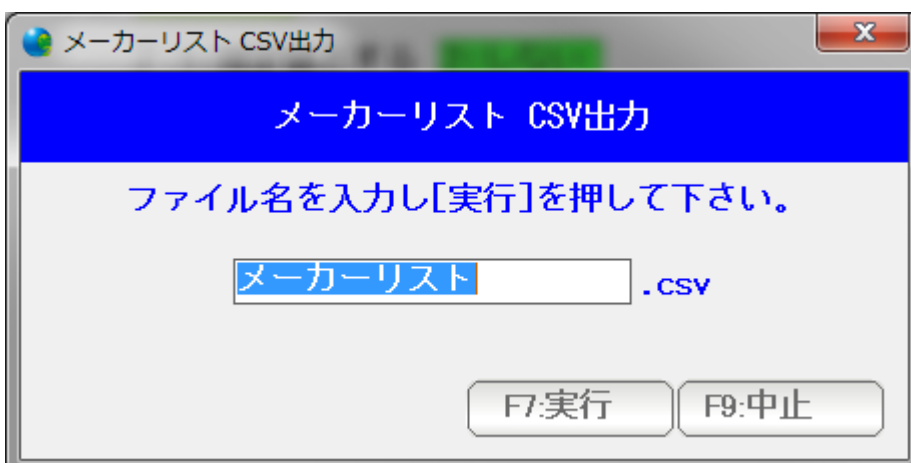 メーカーリスト CSV出力
メーカーリスト CSV出力
ファイル名を入力し[実行]を押して下さい。
メーカーリスト .csv
F7:実行 F9:中止